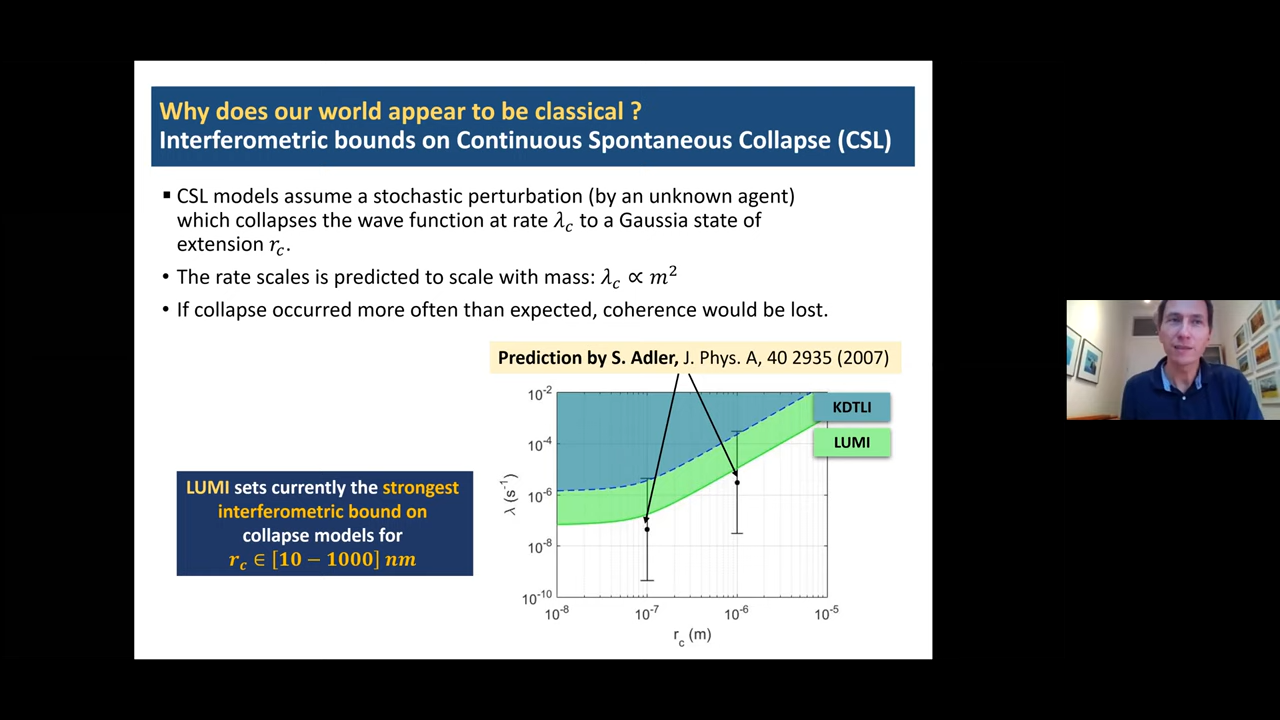 Why does our world appear to be classical ?
Interferometric bounds on Continuous Spontaneous Collapse (CSL)
▪ CSL models assume a stochastic perturbation (by an unknown agent)
which collapses the wave function at rate λc to a Gaussia state of
extension rc.
• The rate scales is predicted to scale with mass: λc ∝ m²
• If collapse occurred more often than expected, coherence would be lost.
Prediction by S. Adler, J. Phys. A, 40 2935 (2007)
KDTLI
LUMI
10⁻²
10⁻⁴
10⁻⁶
10⁻⁸
10⁻¹⁰
λ (s⁻¹)
10⁻⁸ 10⁻⁷ 10⁻⁶ 10⁻⁵
rc (m)
LUMI sets currently the strongest
interferometric bound on
collapse models for
rc ∈ [10 − 1000] nm